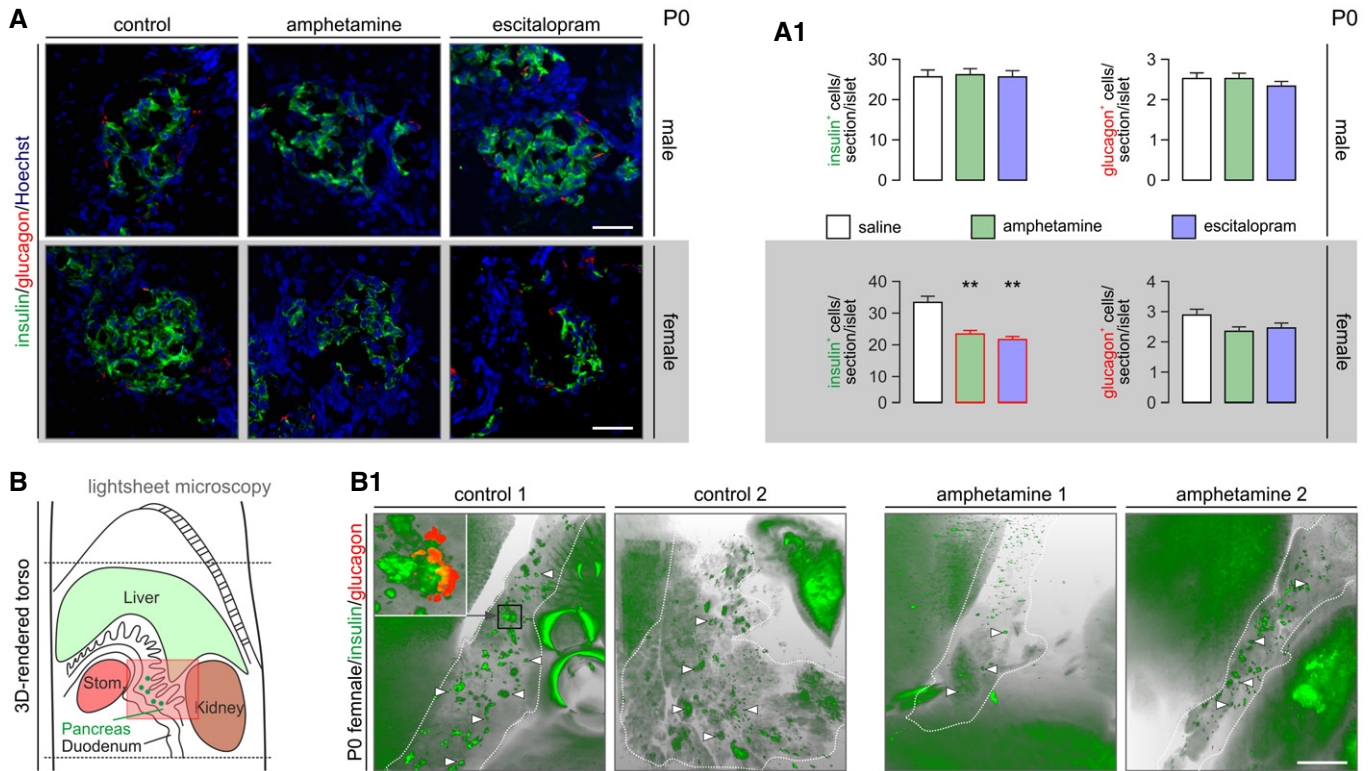 A
control
amphetamine
escitalopram
P0
insulin/glucagon/Hoechst
male
female
A1
P0
30
20
10
0
insulin⁺ cells/
section/islet
3
2
1
0
glucagon⁺ cells/
section/islet
male
saline
amphetamine
escitalopram
40
30
20
10
0
insulin⁺ cells/
section/islet
**
**
4
3
2
1
0
glucagon⁺ cells/
section/islet
female
B
lightsheet microscopy
3D-rendered torso
Liver
Stom.
Kidney
Pancreas
Duodenum
B1
control 1
control 2
amphetamine 1
amphetamine 2
P0 femnale/insulin/glucagon